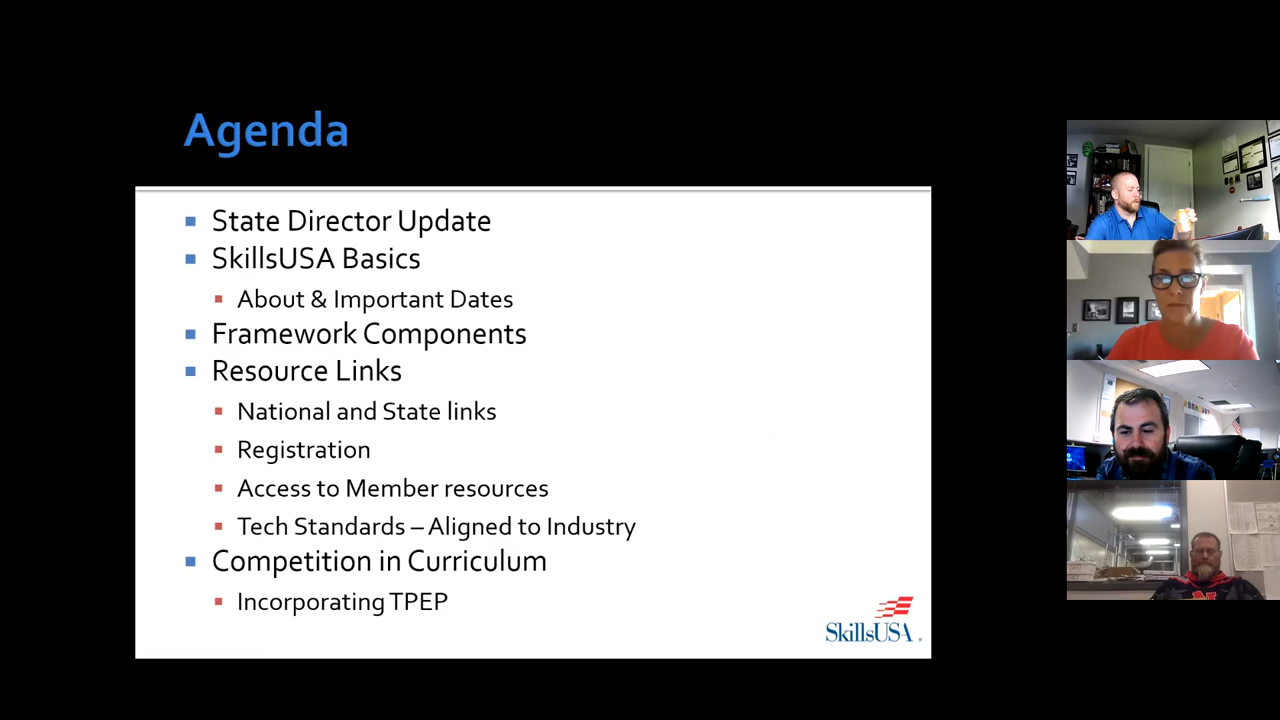 Agenda
State Director Update
SkillsUSA Basics
About & Important Dates
Framework Components
Resource Links
National and State links
Registration
Access to Member resources
Tech Standards – Aligned to Industry
Competition in Curriculum
Incorporating TPEP
SkillsUSA
N